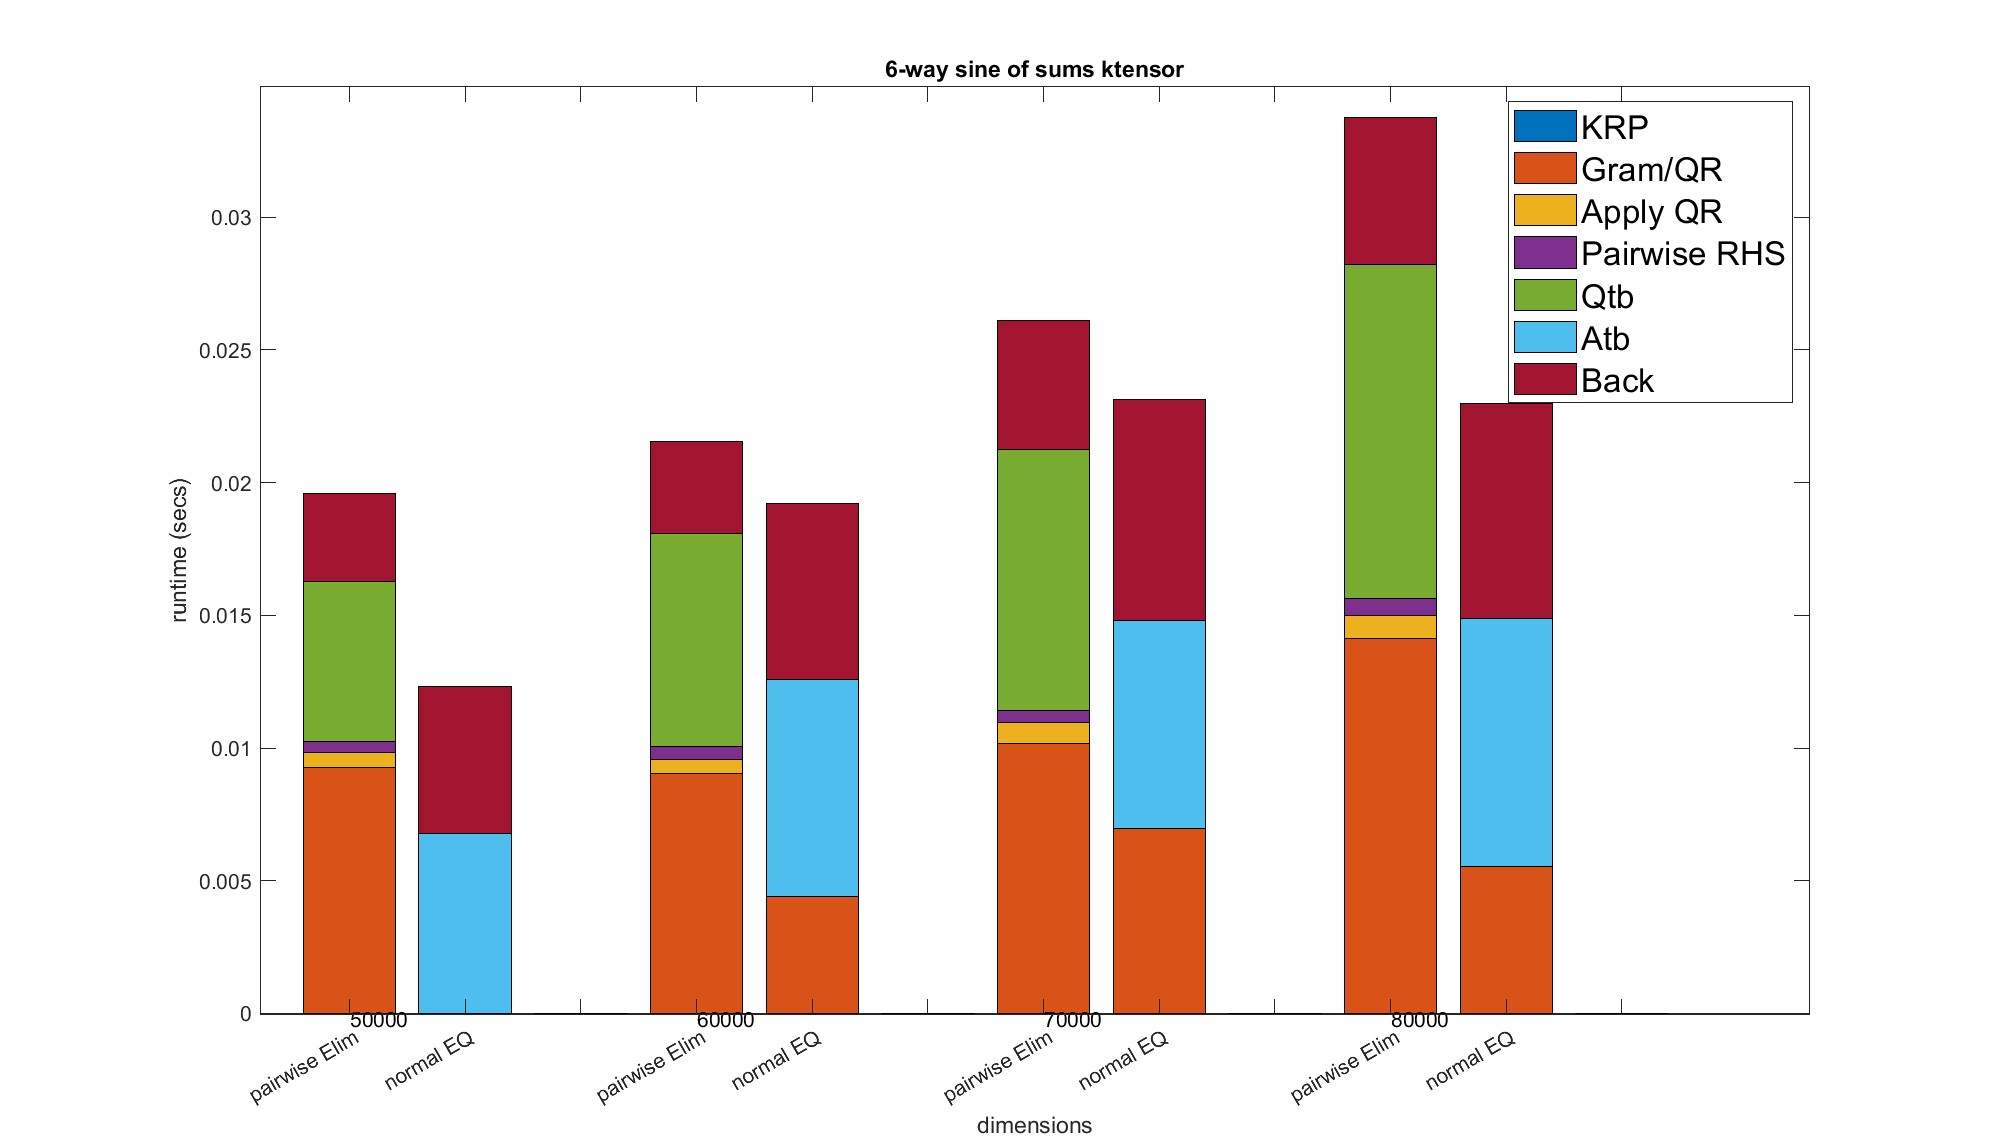 6-way sine of sums ktensor
KRP
Gram/QR
Apply QR
Pairwise RHS
Qtb
Atb
Back
0.03
0.025
0.02
0.015
0.01
0.005
0
runtime (secs)
50000
60000
70000
80000
pairwise Elim
normal EQ
pairwise Elim
normal EQ
pairwise Elim
normal EQ
pairwise Elim
normal EQ
dimensions